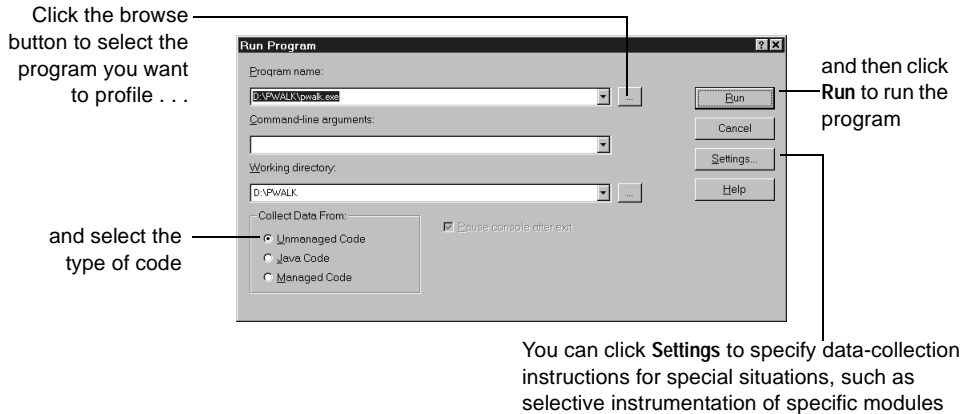 Click the browse
button to select the
program you want
to profile . . .
Run Program
Program name:
D:\PWALK\pwalk.exe
...
Command-line arguments:
Working directory:
D:\PWALK
...
Collect Data From:
Unmanaged Code
Java Code
Managed Code
Pause console after exit
Run
Cancel
Settings...
Help
and then click
Run to run the
program
and select the
type of code
You can click Settings to specify data-collection
instructions for special situations, such as
selective instrumentation of specific modules